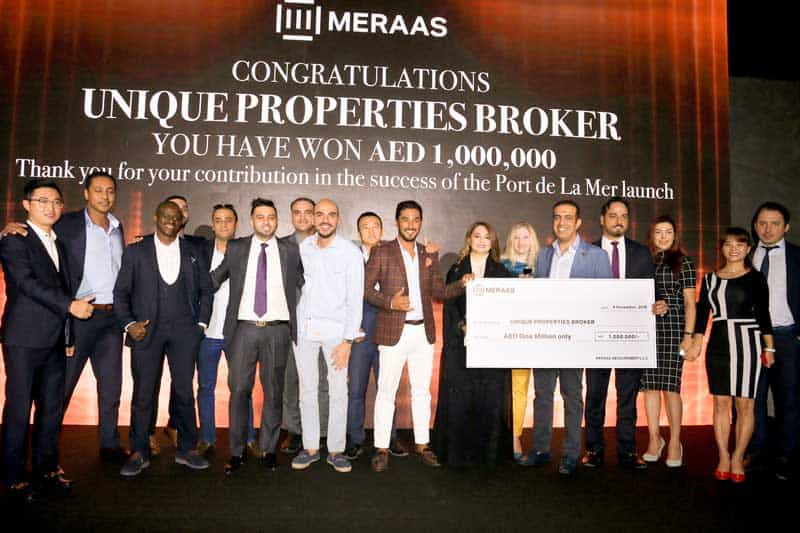 MERAAS
CONGRATULATIONS
UNIQUE PROPERTIES BROKER
YOU HAVE WON AED 1,000,000
Thank you for your contribution in the success of the Port de La Mer launch
MERAAS
UNIQUE PROPERTIES BROKER
AED One Million only
1,000,000/-